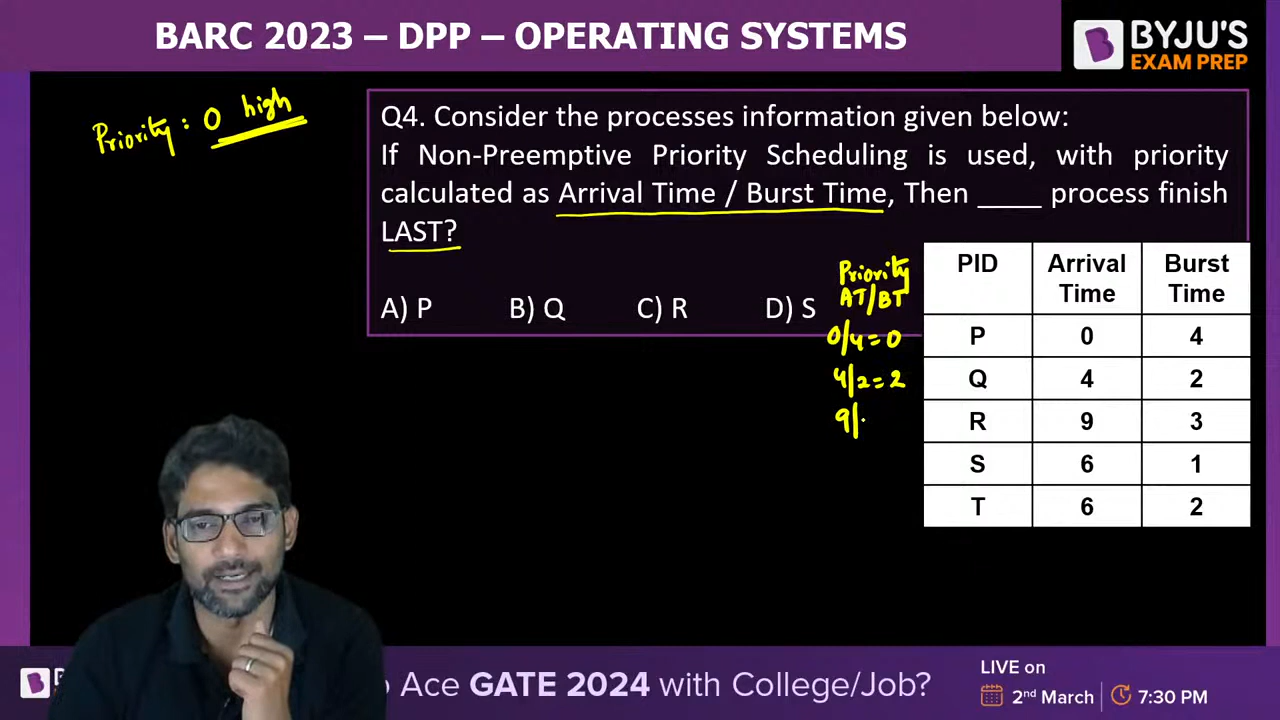 BARC 2023 – DPP – OPERATING SYSTEMS
BYJU'S
EXAM PREP
Priority : 0 high
Q4. Consider the processes information given below:
If Non-Preemptive Priority Scheduling is used, with priority
calculated as Arrival Time / Burst Time, Then ____ process finish
LAST?
A) P B) Q C) R D) S
Priority
AT/BT
0/4 = 0
4/2 = 2
9/
PID Arrival Time Burst Time
P 0 4
Q 4 2
R 9 3
S 6 1
T 6 2
o Ace GATE 2024 with College/Job?
LIVE on
2nd March 7:30 PM